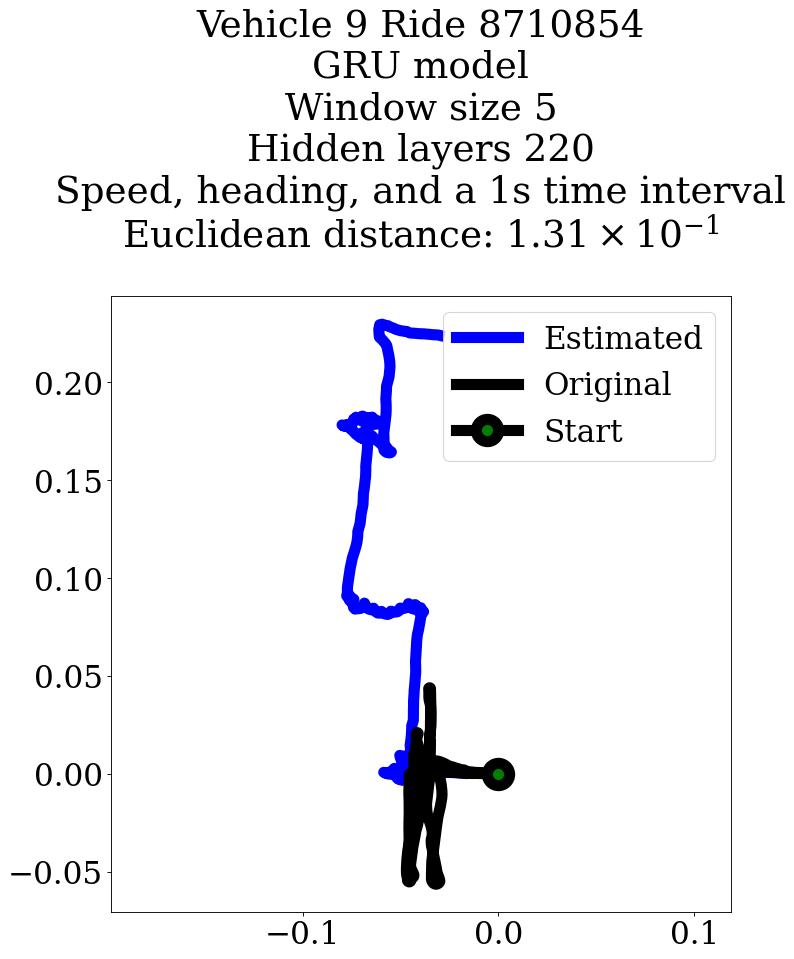 Vehicle 9 Ride 8710854
GRU model
Window size 5
Hidden layers 220
Speed, heading, and a 1s time interval
Euclidean distance: 1.31 × 10⁻¹
Estimated
Original
Start
0.20
0.15
0.10
0.05
0.00
−0.05
−0.1 0.0 0.1